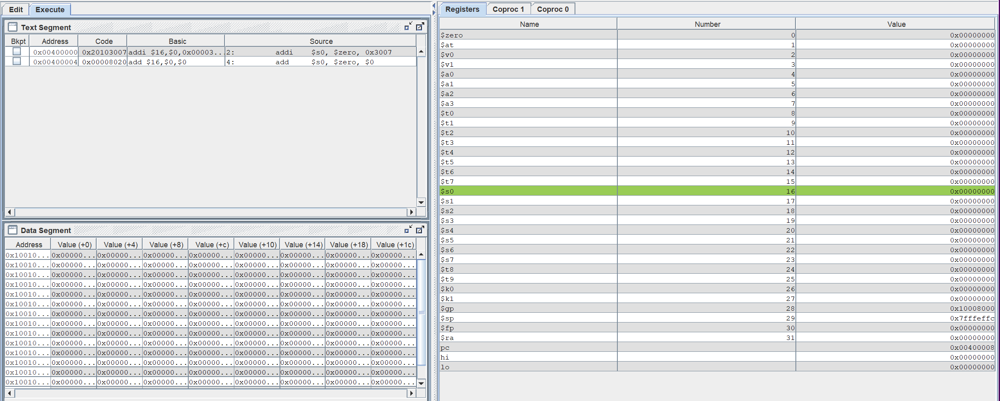 Edit Execute
Text Segment
Bkpt Address Code Basic Source
0x00400000 0x20103007 addi $16,$0,0x00003... 2: addi $s0, $zero, 0x3007
0x00400004 0x00008020 add $16,$0,$0 4: add $s0, $zero, $0
Data Segment
Address Value (+0) Value (+4) Value (+8) Value (+c) Value (+10) Value (+14) Value (+18) Value (+1c)
0x10010... 0x00000... 0x00000... 0x00000... 0x00000... 0x00000... 0x00000... 0x00000... 0x00000...
0x10010... 0x00000... 0x00000... 0x00000... 0x00000... 0x00000... 0x00000... 0x00000... 0x00000...
0x10010... 0x00000... 0x00000... 0x00000... 0x00000... 0x00000... 0x00000... 0x00000... 0x00000...
0x10010... 0x00000... 0x00000... 0x00000... 0x00000... 0x00000... 0x00000... 0x00000... 0x00000...
0x10010... 0x00000... 0x00000... 0x00000... 0x00000... 0x00000... 0x00000... 0x00000... 0x00000...
0x10010... 0x00000... 0x00000... 0x00000... 0x00000... 0x00000... 0x00000... 0x00000... 0x00000...
0x10010... 0x00000... 0x00000... 0x00000... 0x00000... 0x00000... 0x00000... 0x00000... 0x00000...
0x10010... 0x00000... 0x00000... 0x00000... 0x00000... 0x00000... 0x00000... 0x00000... 0x00000...
0x10010... 0x00000... 0x00000... 0x00000... 0x00000... 0x00000... 0x00000... 0x00000... 0x00000...
0x10010... 0x00000... 0x00000... 0x00000... 0x00000... 0x00000... 0x00000... 0x00000... 0x00000...
0x10010... 0x00000... 0x00000... 0x00000... 0x00000... 0x00000... 0x00000... 0x00000... 0x00000...
0x10010... 0x00000... 0x00000... 0x00000... 0x00000... 0x00000... 0x00000... 0x00000... 0x00000...
0x10010... 0x00000... 0x00000... 0x00000... 0x00000... 0x00000... 0x00000... 0x00000... 0x00000...
0x10010... 0x00000... 0x00000... 0x00000... 0x00000... 0x00000... 0x00000... 0x00000... 0x00000...
Registers Coproc 1 Coproc 0
Name Number Value
$zero 0 0x00000000
$at 1 0x00000000
$v0 2 0x00000000
$v1 3 0x00000000
$a0 4 0x00000000
$a1 5 0x00000000
$a2 6 0x00000000
$a3 7 0x00000000
$t0 8 0x00000000
$t1 9 0x00000000
$t2 10 0x00000000
$t3 11 0x00000000
$t4 12 0x00000000
$t5 13 0x00000000
$t6 14 0x00000000
$t7 15 0x00000000
$s0 16 0x00000000
$s1 17 0x00000000
$s2 18 0x00000000
$s3 19 0x00000000
$s4 20 0x00000000
$s5 21 0x00000000
$s6 22 0x00000000
$s7 23 0x00000000
$t8 24 0x00000000
$t9 25 0x00000000
$k0 26 0x00000000
$k1 27 0x00000000
$gp 28 0x10008000
$sp 29 0x7fffeffc
$fp 30 0x00000000
$ra 31 0x00000000
pc 0x00400008
hi 0x00000000
lo 0x00000000